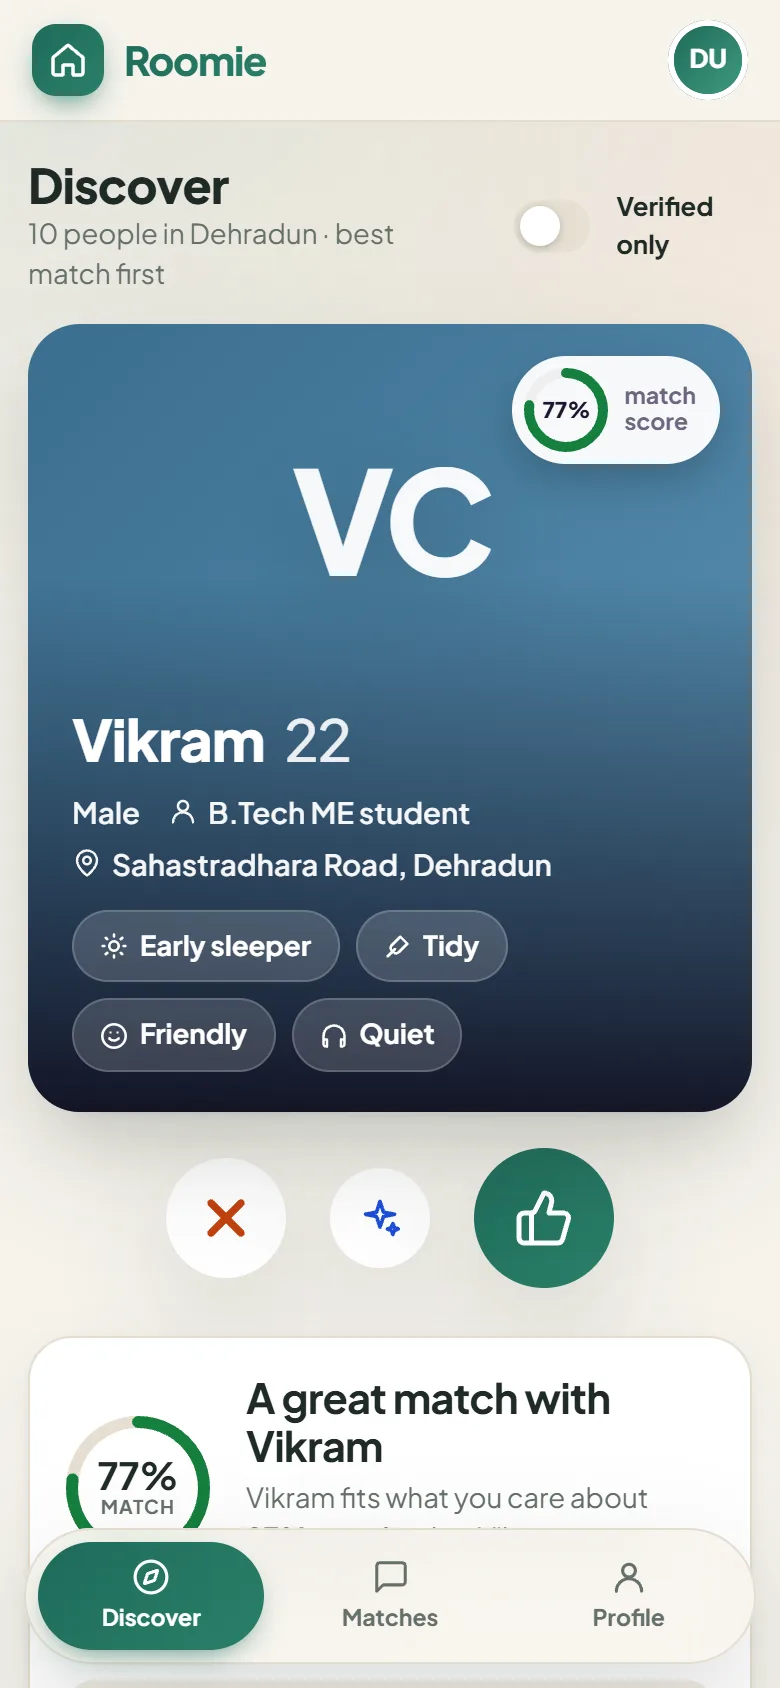 Roomie
DU
Discover
10 people in Dehradun · best
match first
Verified
only
77%
match
score
VC
Vikram 22
Male B.Tech ME student
Sahastradhara Road, Dehradun
Early sleeper
Tidy
Friendly
Quiet
A great match with
Vikram
77%
MATCH
Vikram fits what you care about
Discover
Matches
Profile